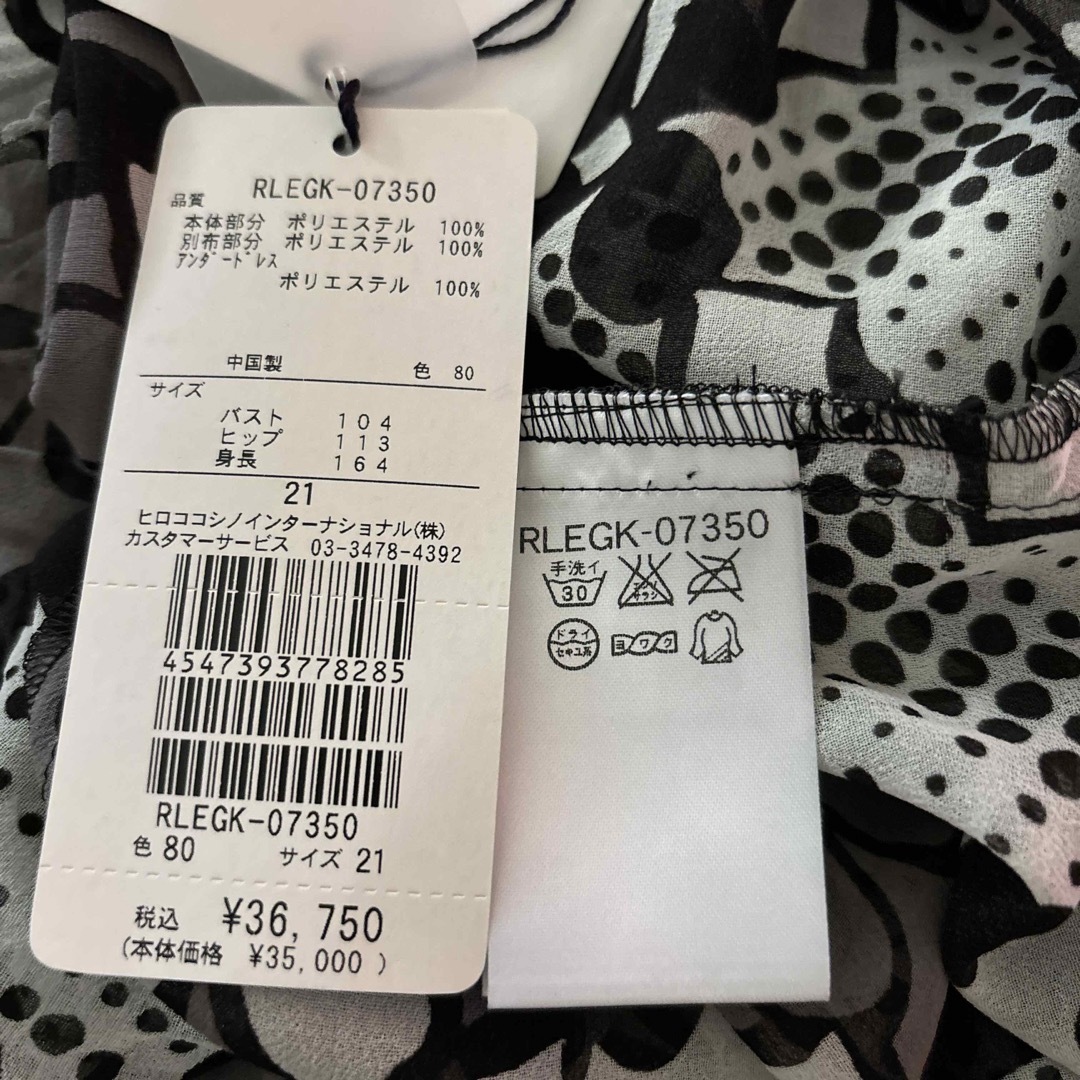 RLEGK-07350
品質
本体部分 ポリエステル 100%
別布部分 ポリエステル 100%
ｱﾝﾀﾞｰﾄﾞﾚｽ
ポリエステル 100%
中国製 色 80
サイズ
バスト 104
ヒップ 113
身長 164
21
ヒロココシノインターナショナル(株)
カスタマーサービス 03-3478-4392
4547393778285
RLEGK-07350
色 80 サイズ 21
税込 ¥36,750
(本体価格 ¥35,000 )
RLEGK-07350
手洗イ
30
エンソ
サラシ
ドライ
セキユ系
ヨワク